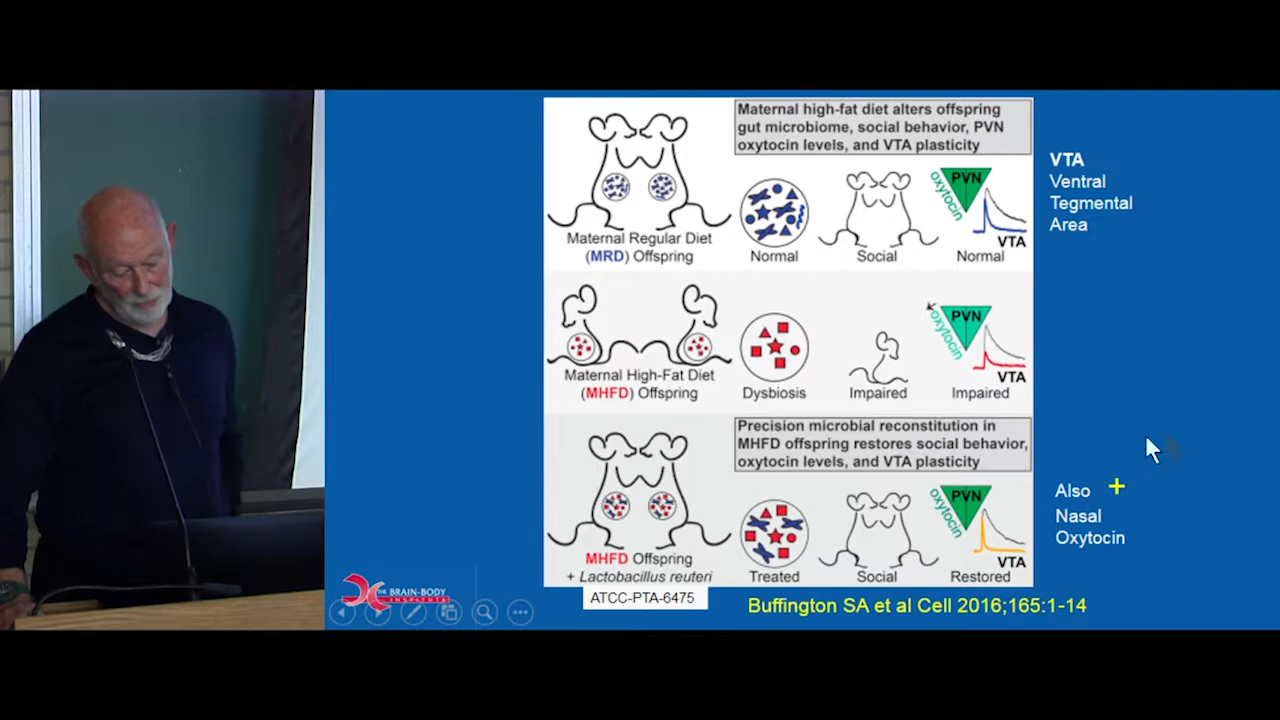 Maternal high-fat diet alters offspring
gut microbiome, social behavior, PVN
oxytocin levels, and VTA plasticity
PVN
oxytocin
VTA
Maternal Regular Diet
(MRD) Offspring
Normal
Social
Normal
VTA
Ventral
Tegmental
Area
PVN
oxytocin
VTA
Maternal High-Fat Diet
(MHFD) Offspring
Dysbiosis
Impaired
Impaired
Precision microbial reconstitution in
MHFD offspring restores social behavior,
oxytocin levels, and VTA plasticity
PVN
oxytocin
VTA
MHFD Offspring
+ Lactobacillus reuteri
Treated
Social
Restored
ATCC-PTA-6475
Also +
Nasal
Oxytocin
THE BRAIN-BODY
INSTITUTE
Buffington SA et al Cell 2016;165:1-14